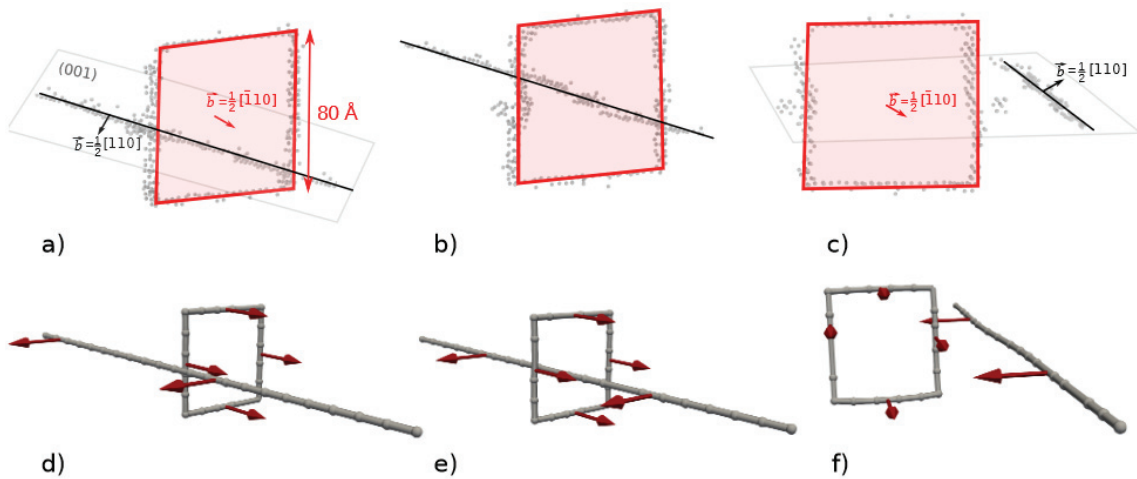 (001)
b⃗=½[1̄10]
80 Å
b⃗=½[110]
a)
b⃗=½[1̄10]
b⃗=½[110]
b)
c)
d)
e)
f)